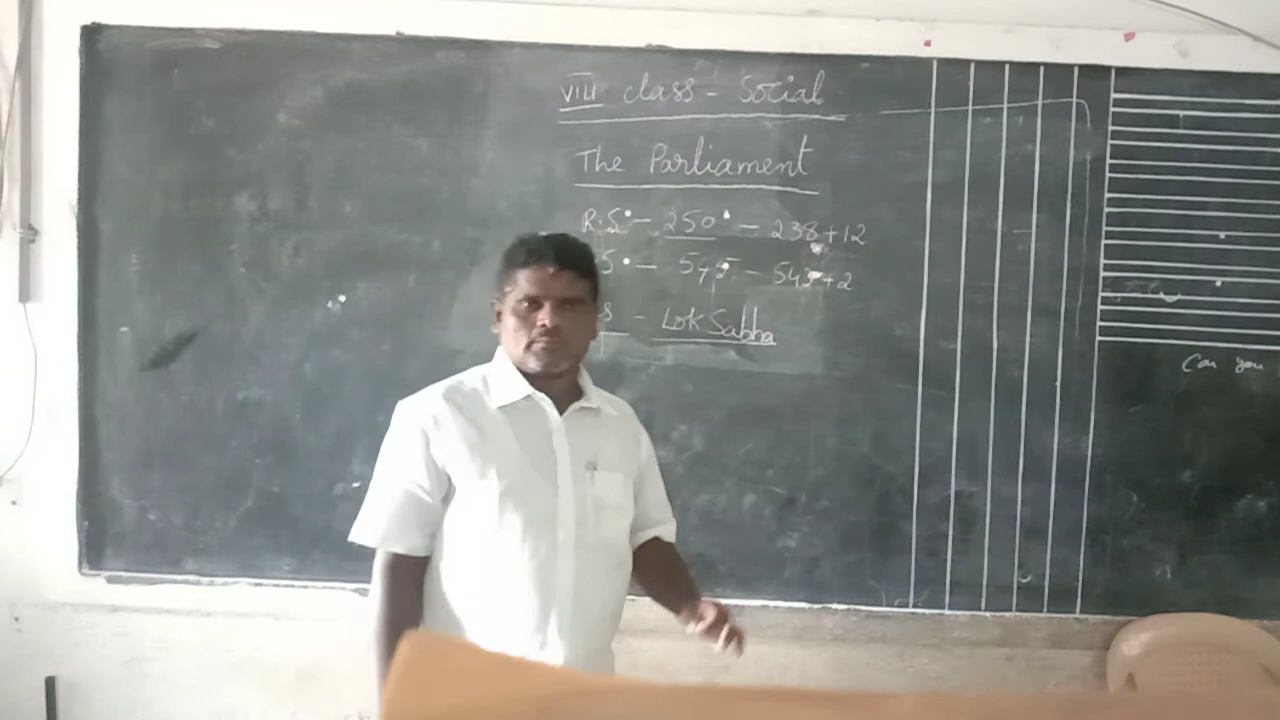 VIII class - Social
The Parliament
R.S - 250 - 238+12
S - 545 - 543+2
s - Lok Sabha
Can you